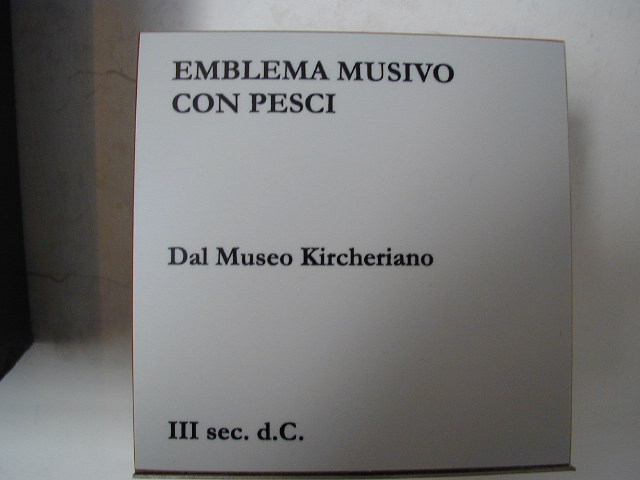 EMBLEMA MUSIVO
CON PESCI
Dal Museo Kircheriano
III sec. d.C.